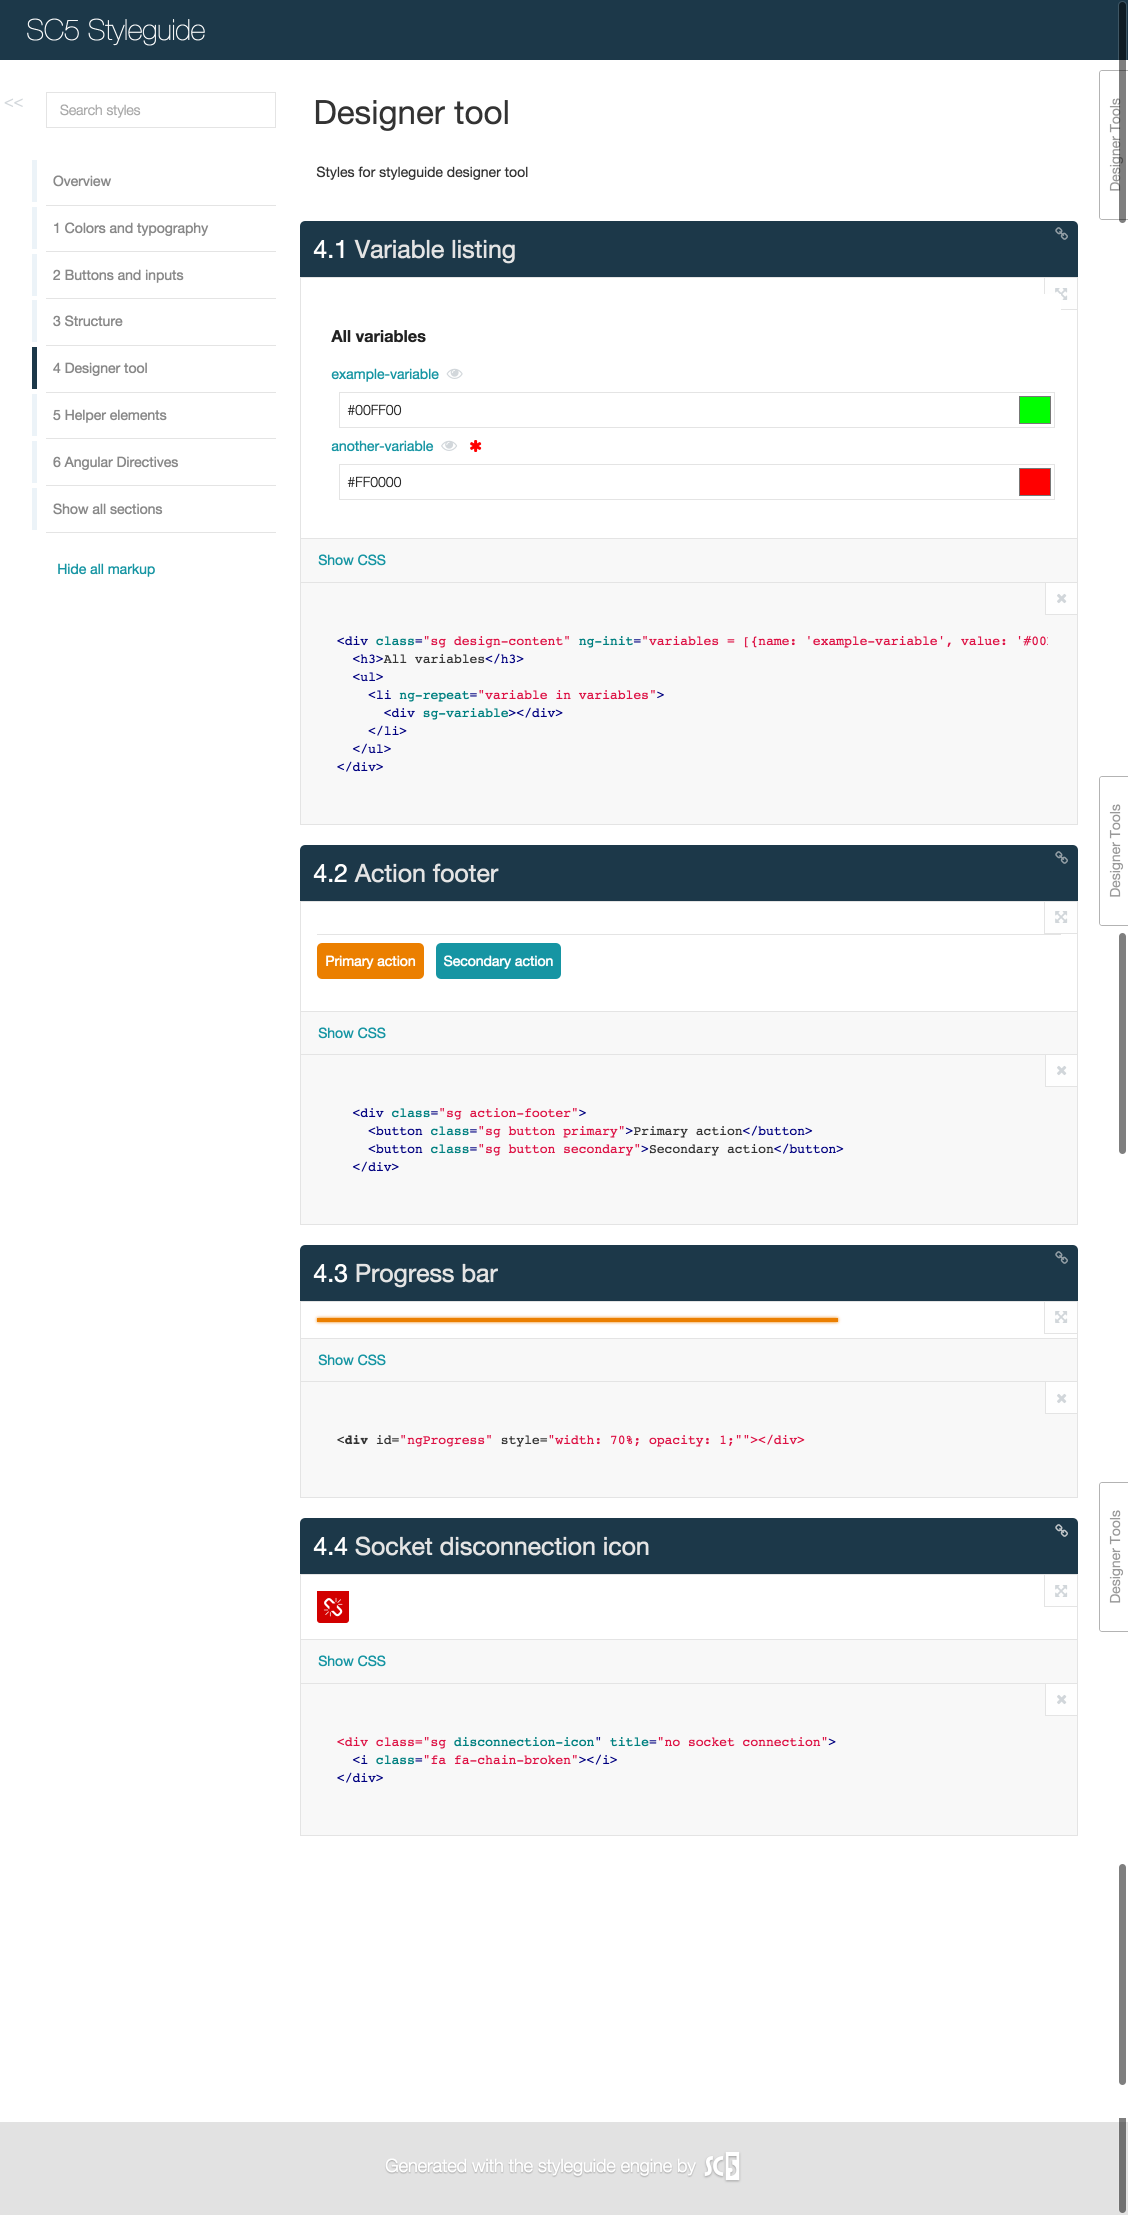 SC5 Styleguide
<<
Search styles
Overview
1 Colors and typography
2 Buttons and inputs
3 Structure
4 Designer tool
5 Helper elements
6 Angular Directives
Show all sections
Hide all markup
Designer tool
Styles for styleguide designer tool
4.1 Variable listing
All variables
example-variable
#00FF00
another-variable
#FF0000
Show CSS
<div class="sg design-content" ng-init="variables = [{name: 'example-variable', value: '#00
<h3>All variables</h3>
<ul>
<li ng-repeat="variable in variables">
<div sg-variable></div>
</li>
</ul>
</div>
4.2 Action footer
Primary action
Secondary action
Show CSS
<div class="sg action-footer">
<button class="sg button primary">Primary action</button>
<button class="sg button secondary">Secondary action</button>
</div>
4.3 Progress bar
Show CSS
<div id="ngProgress" style="width: 70%; opacity: 1;""></div>
4.4 Socket disconnection icon
Show CSS
<div class="sg disconnection-icon" title="no socket connection">
<i class="fa fa-chain-broken"></i>
</div>
Designer Tools
Designer Tools
Designer Tools
Generated with the styleguide engine by SC5